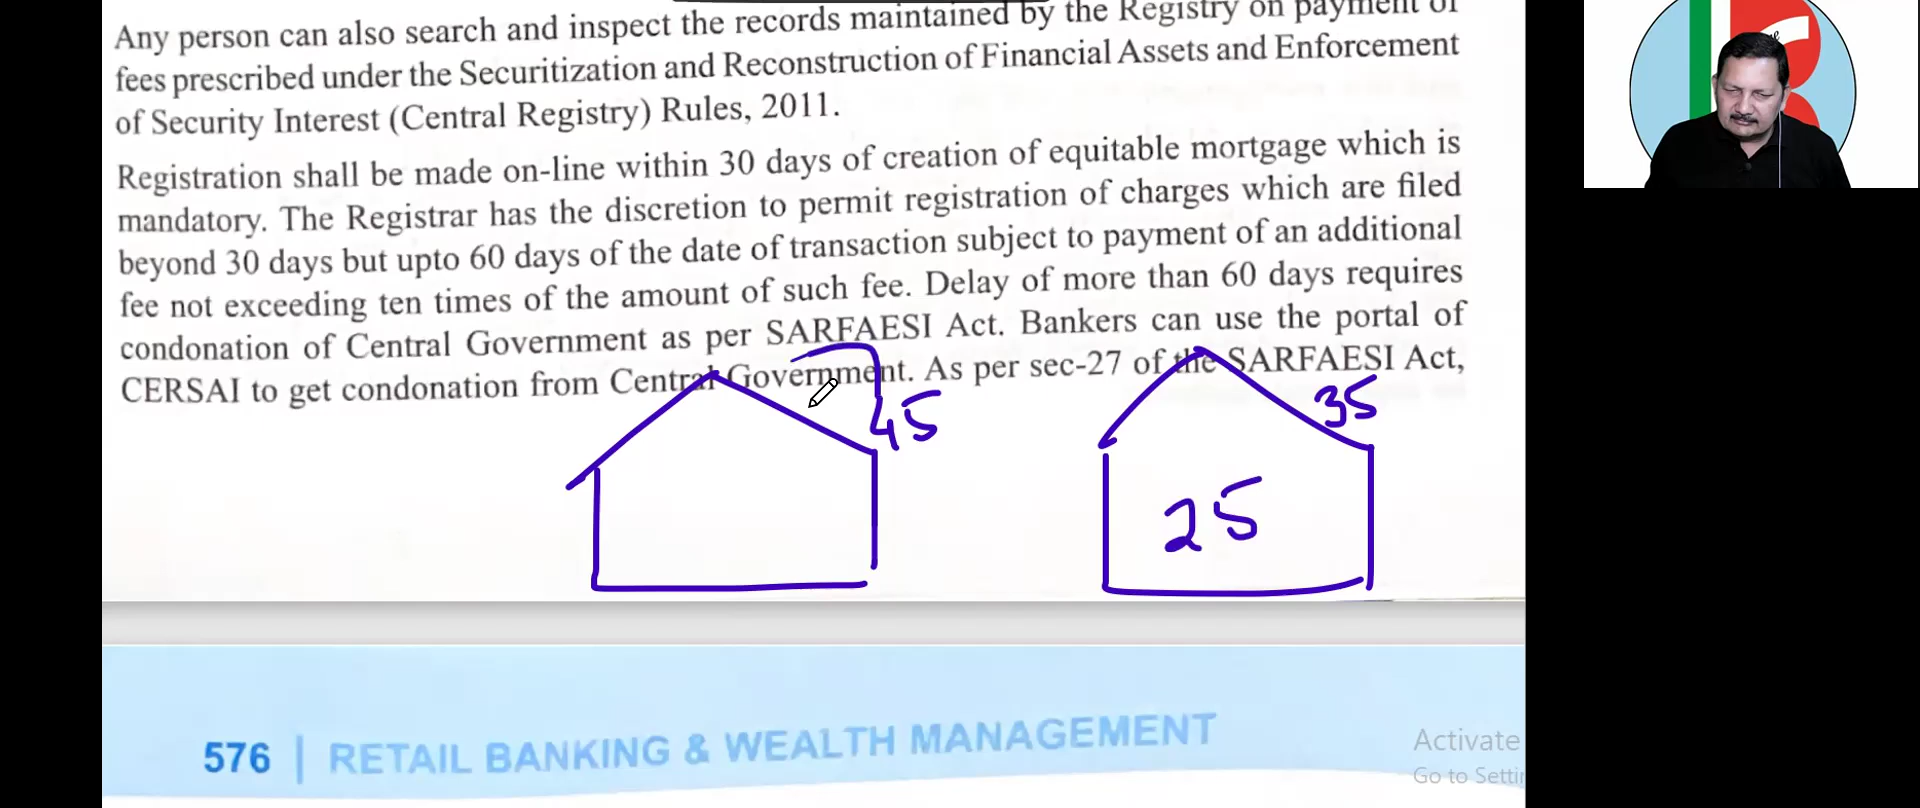 Any person can also search and inspect the records maintained by the Registry on payment of
fees prescribed under the Securitization and Reconstruction of Financial Assets and Enforcement
of Security Interest (Central Registry) Rules, 2011.
Registration shall be made on-line within 30 days of creation of equitable mortgage which is
mandatory. The Registrar has the discretion to permit registration of charges which are filed
beyond 30 days but upto 60 days of the date of transaction subject to payment of an additional
fee not exceeding ten times of the amount of such fee. Delay of more than 60 days requires
condonation of Central Government as per SARFAESI Act. Bankers can use the portal of
CERSAI to get condonation from Central Government. As per sec-27 of the SARFAESI Act,
45
35
25
576 | RETAIL BANKING & WEALTH MANAGEMENT
Activate
Go to Settin